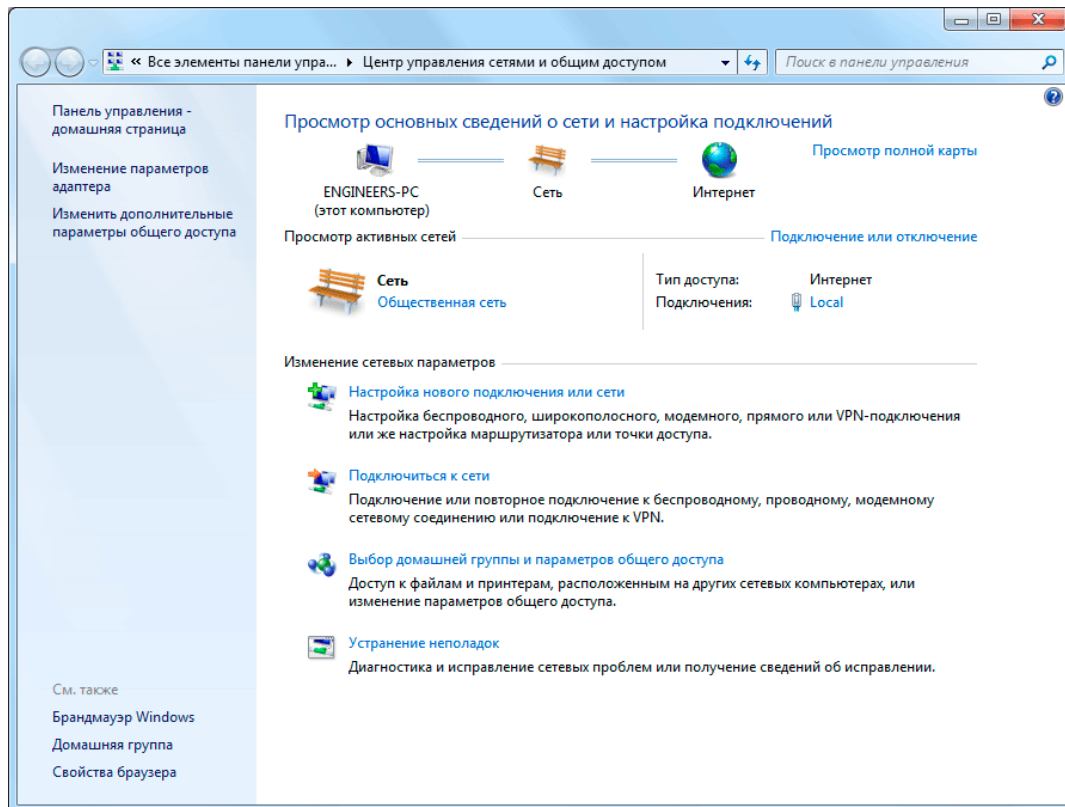 « Все элементы панели упра... ▸ Центр управления сетями и общим доступом
Поиск в панели управления
Панель управления -
домашняя страница
Изменение параметров
адаптера
Изменить дополнительные
параметры общего доступа
См. также
Брандмауэр Windows
Домашняя группа
Свойства браузера
Просмотр основных сведений о сети и настройка подключений
Просмотр полной карты
ENGINEERS-PC
(этот компьютер)
Сеть
Интернет
Просмотр активных сетей
Подключение или отключение
Сеть
Общественная сеть
Тип доступа: Интернет
Подключения: Local
Изменение сетевых параметров
Настройка нового подключения или сети
Настройка беспроводного, широкополосного, модемного, прямого или VPN-подключения
или же настройка маршрутизатора или точки доступа.
Подключиться к сети
Подключение или повторное подключение к беспроводному, проводному, модемному
сетевому соединению или подключение к VPN.
Выбор домашней группы и параметров общего доступа
Доступ к файлам и принтерам, расположенным на других сетевых компьютерах, или
изменение параметров общего доступа.
Устранение неполадок
Диагностика и исправление сетевых проблем или получение сведений об исправлении.